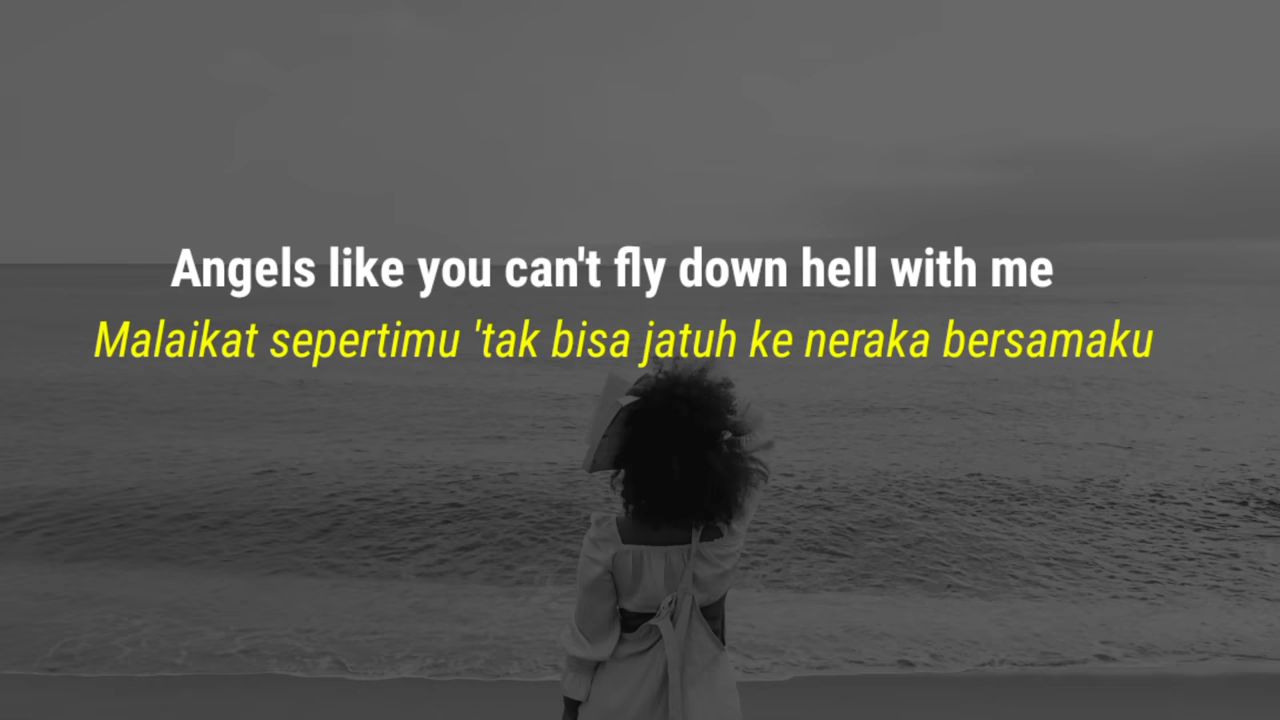 Angels like you can't fly down hell with me
Malaikat sepertimu 'tak bisa jatuh ke neraka bersamaku